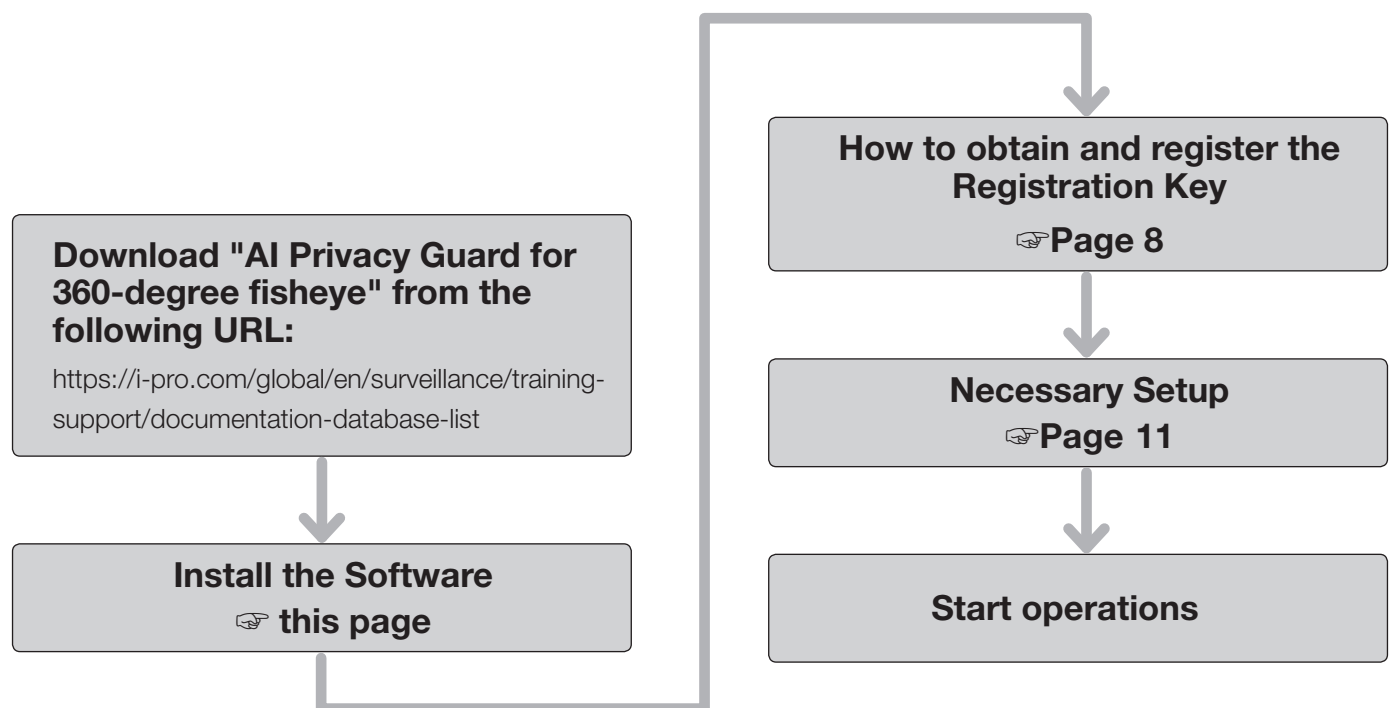 Download "AI Privacy Guard for
360-degree fisheye" from the
following URL:
https://i-pro.com/global/en/surveillance/training-
support/documentation-database-list
Install the Software
☞ this page
How to obtain and register the
Registration Key
☞Page 8
Necessary Setup
☞Page 11
Start operations